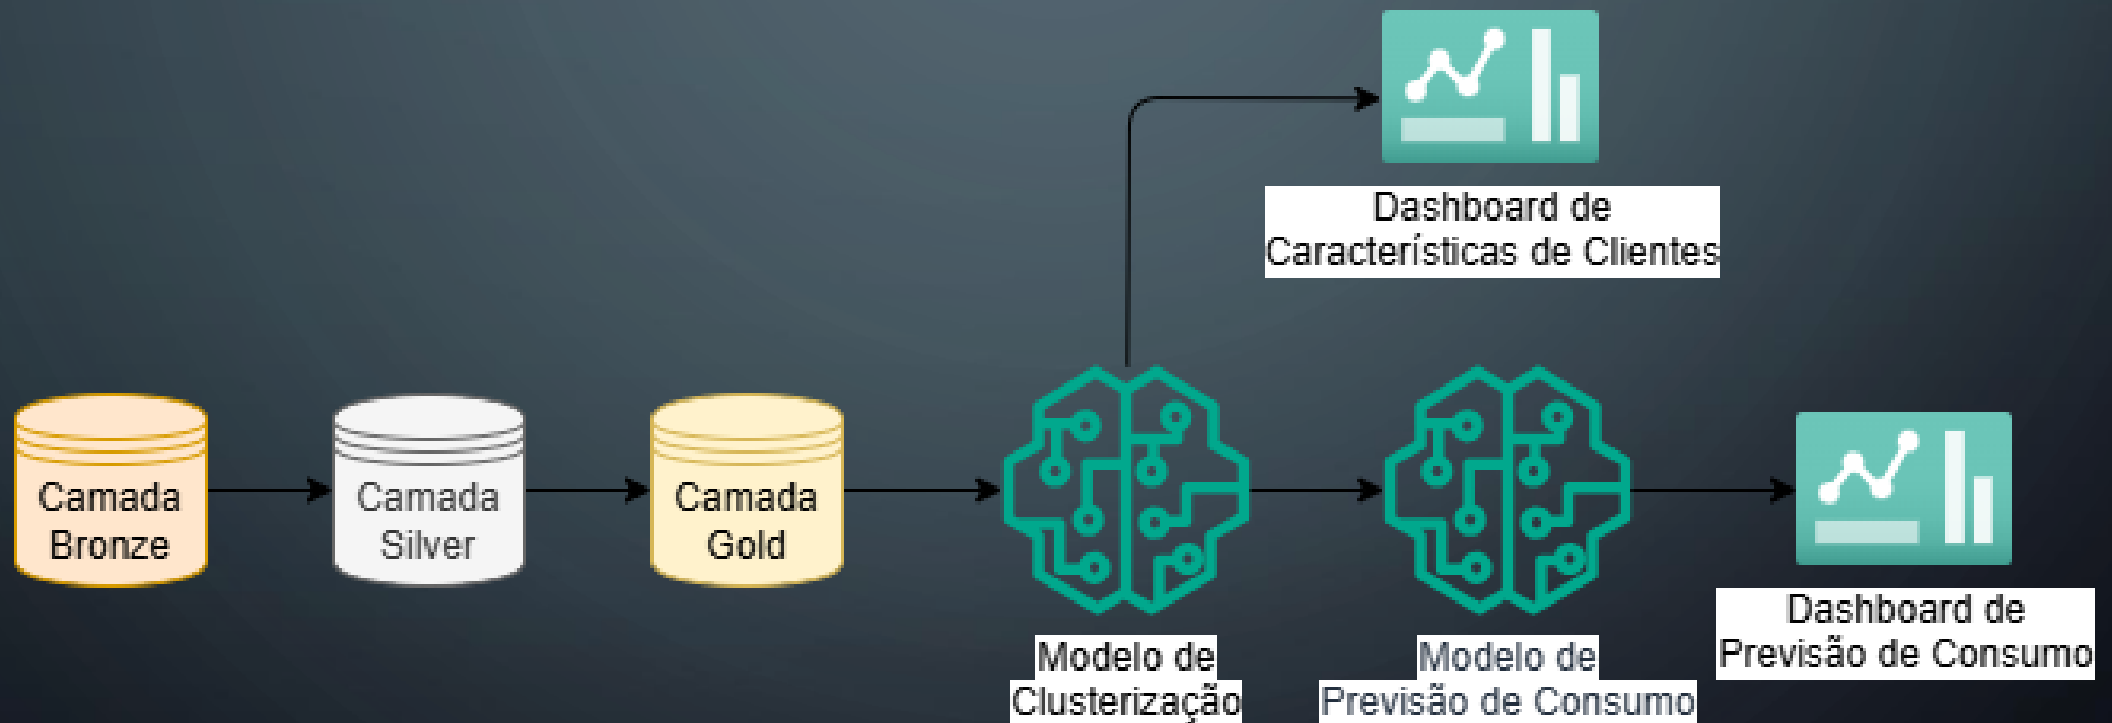 Dashboard de
Características de Clientes
Camada
Bronze
Camada
Silver
Camada
Gold
Modelo de
Clusterização
Modelo de
Previsão de Consumo
Dashboard de
Previsão de Consumo